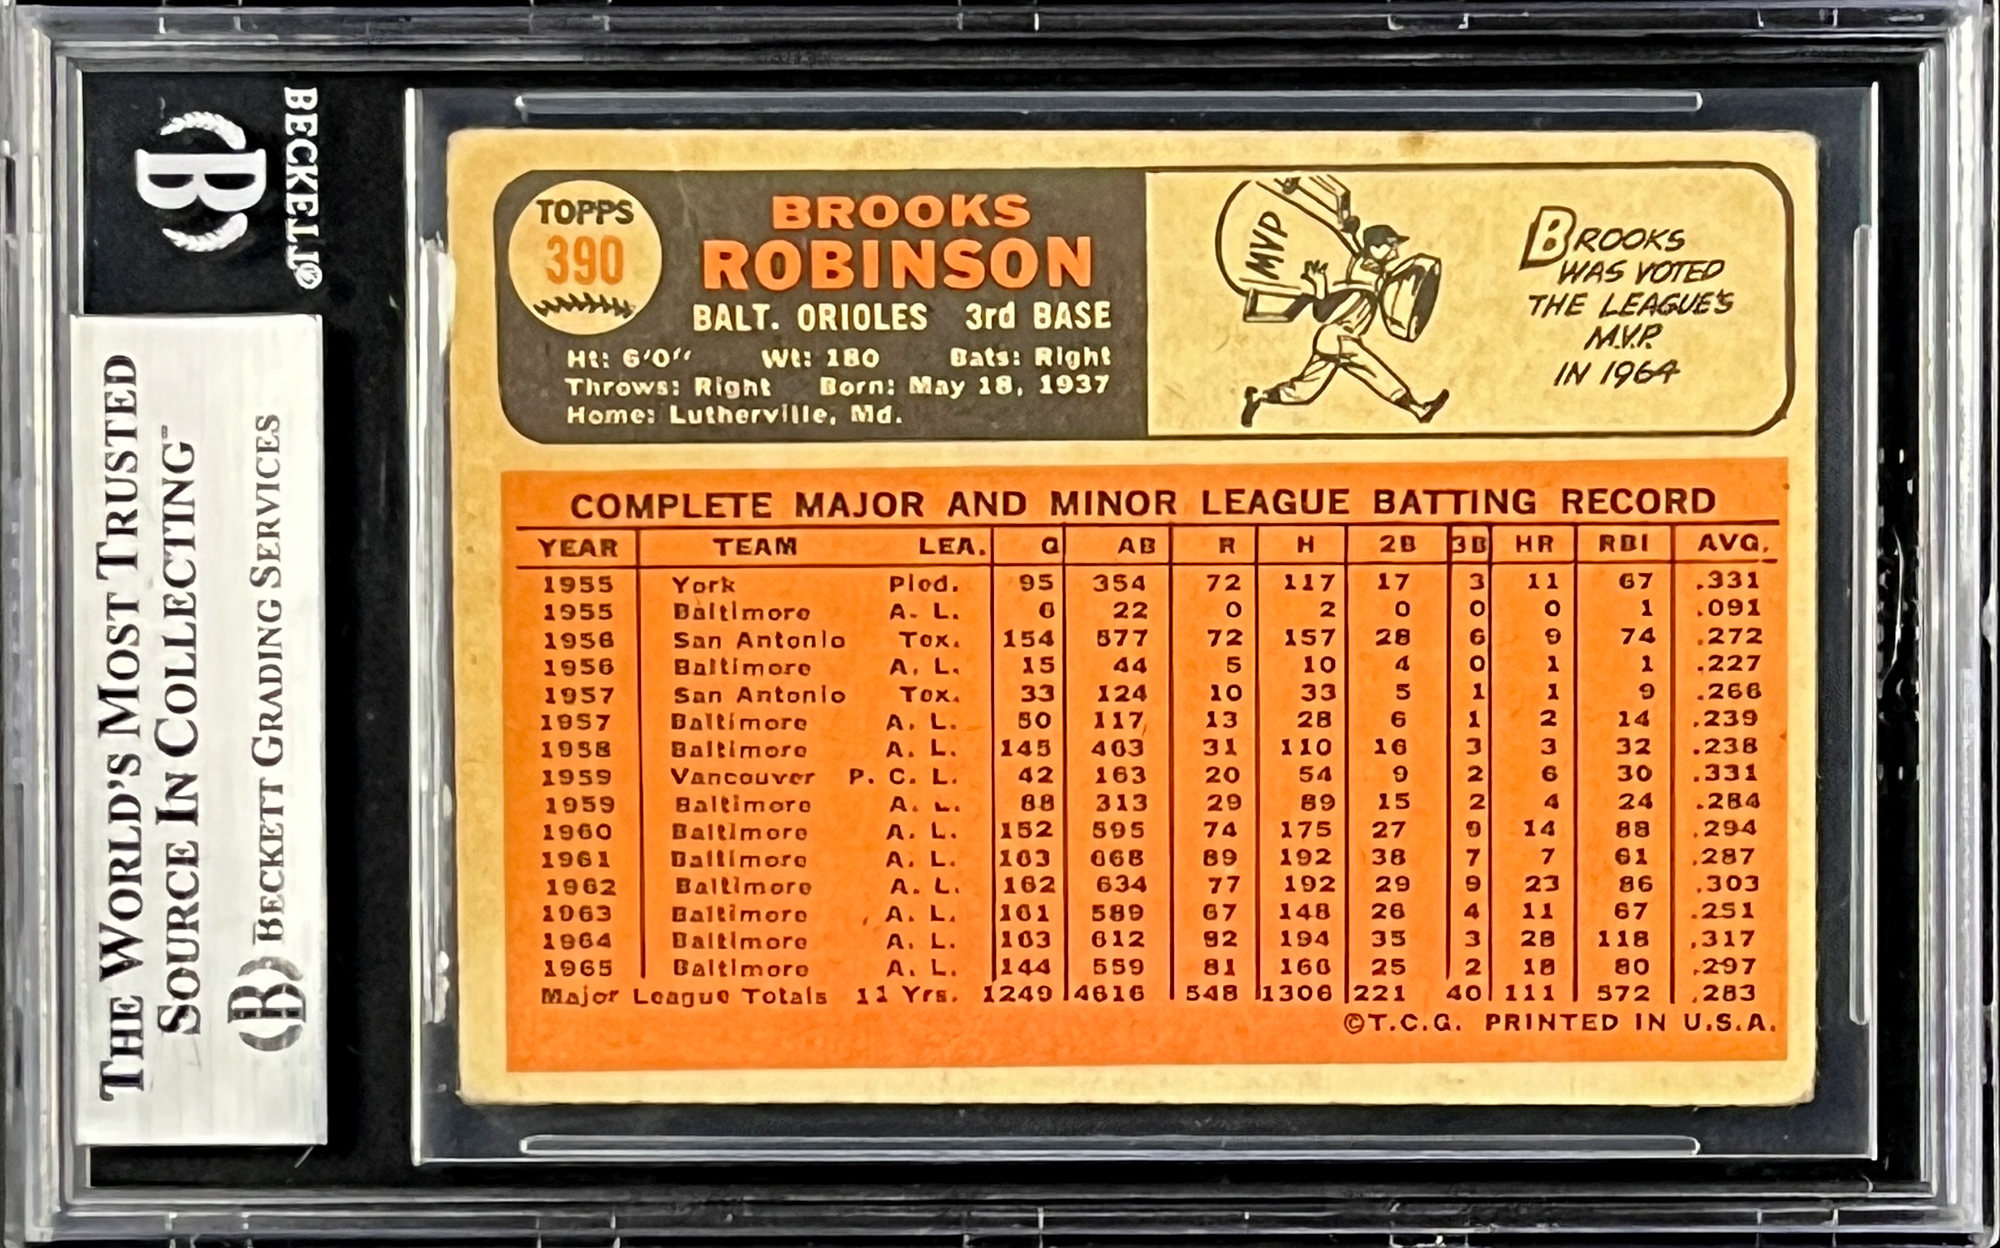 BECKETT®
B
THE WORLD'S MOST TRUSTED
SOURCE IN COLLECTING™
BECKETT GRADING SERVICES
TOPPS
390
BROOKS
ROBINSON
BALT. ORIOLES 3rd BASE
Ht: 6'0" Wt: 180 Bats: Right
Throws: Right Born: May 18, 1937
Home: Lutherville, Md.
MVP
BROOKS
WAS VOTED
THE LEAGUE'S
M.V.P.
IN 1964
COMPLETE MAJOR AND MINOR LEAGUE BATTING RECORD
YEAR TEAM LEA. G AB R H 2B 3B HR RBI AVG.
1955 York Pied. 95 354 72 117 17 3 11 67 .331
1955 Baltimore A. L. 6 22 0 2 0 0 0 1 .091
1956 San Antonio Tex. 154 577 72 157 28 6 9 74 .272
1956 Baltimore A. L. 15 44 5 10 4 0 1 1 .227
1957 San Antonio Tex. 33 124 10 33 5 1 1 9 .266
1957 Baltimore A. L. 50 117 13 28 6 1 2 14 .239
1958 Baltimore A. L. 145 463 31 110 16 3 3 32 .238
1959 Vancouver P. C. L. 42 163 20 54 9 2 6 30 .331
1959 Baltimore A. L. 88 313 29 89 15 2 4 24 .284
1960 Baltimore A. L. 152 595 74 175 27 9 14 88 .294
1961 Baltimore A. L. 163 668 89 192 38 7 7 61 .287
1962 Baltimore A. L. 162 634 77 192 29 9 23 86 .303
1963 Baltimore A. L. 161 589 67 148 26 4 11 67 .251
1964 Baltimore A. L. 163 612 82 194 35 3 28 118 .317
1965 Baltimore A. L. 144 559 81 166 25 2 18 80 .297
Major League Totals 11 Yrs. 1249 4616 548 1306 221 40 111 572 .283
©T.C.G. PRINTED IN U.S.A.